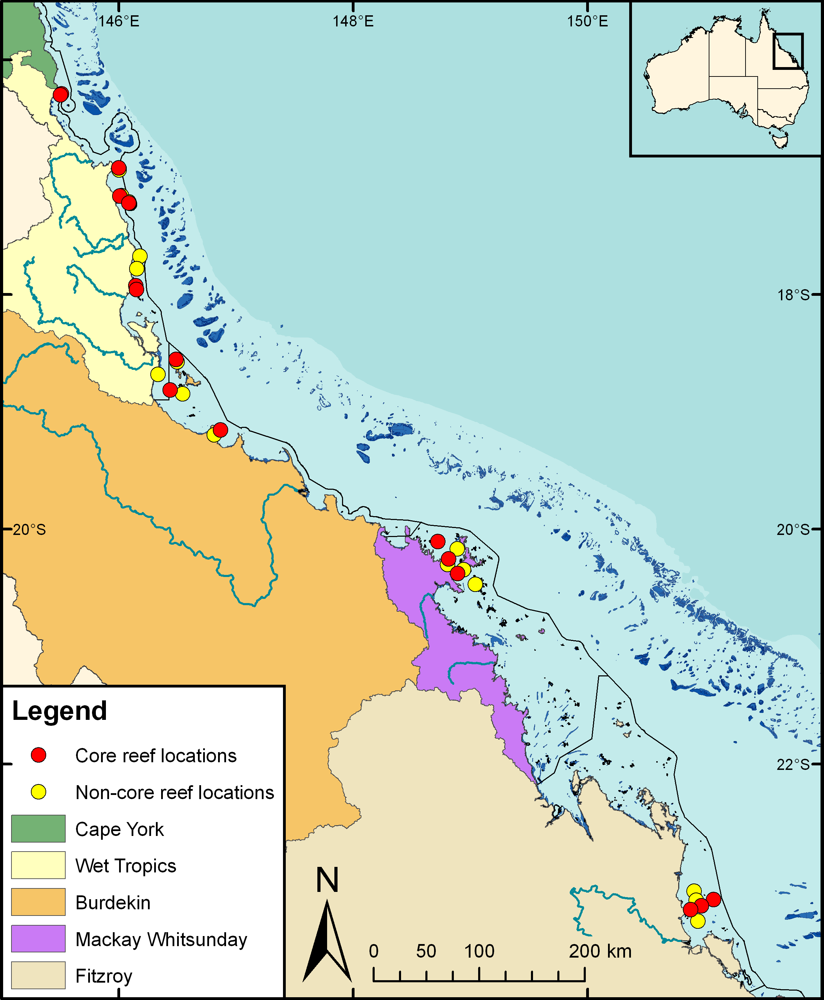 146°E
148°E
150°E
18°S
20°S
20°S
22°S
Legend
Core reef locations
Non-core reef locations
Cape York
Wet Tropics
Burdekin
Mackay Whitsunday
Fitzroy
N
0 50 100 200 km